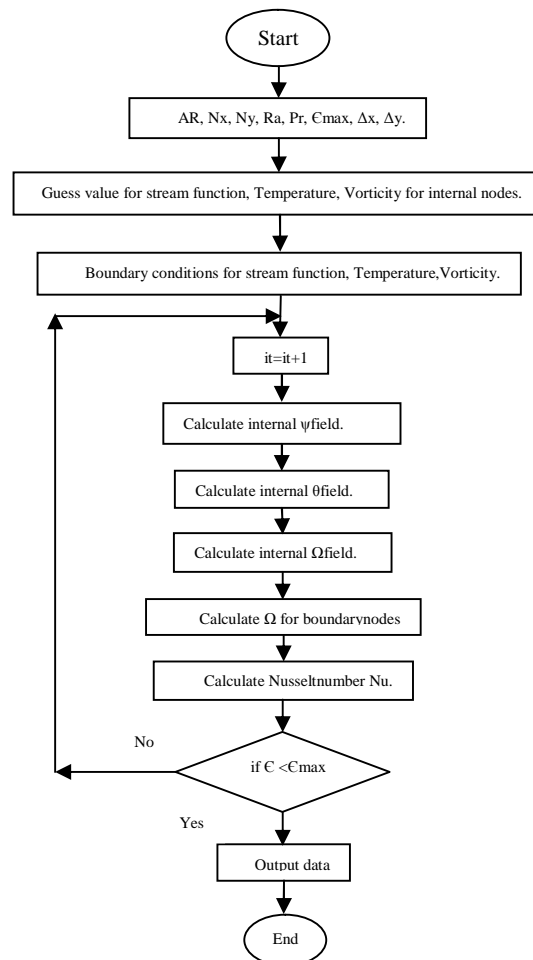 Start
AR, Nx, Ny, Ra, Pr, Єmax, Δx, Δy.
Guess value for stream function, Temperature, Vorticity for internal nodes.
Boundary conditions for stream function, Temperature,Vorticity.
it=it+1
Calculate internal ψfield.
Calculate internal θfield.
Calculate internal Ωfield.
Calculate Ω for boundarynodes
Calculate Nusseltnumber Nu.
No
if Є <Єmax
Yes
Output data
End